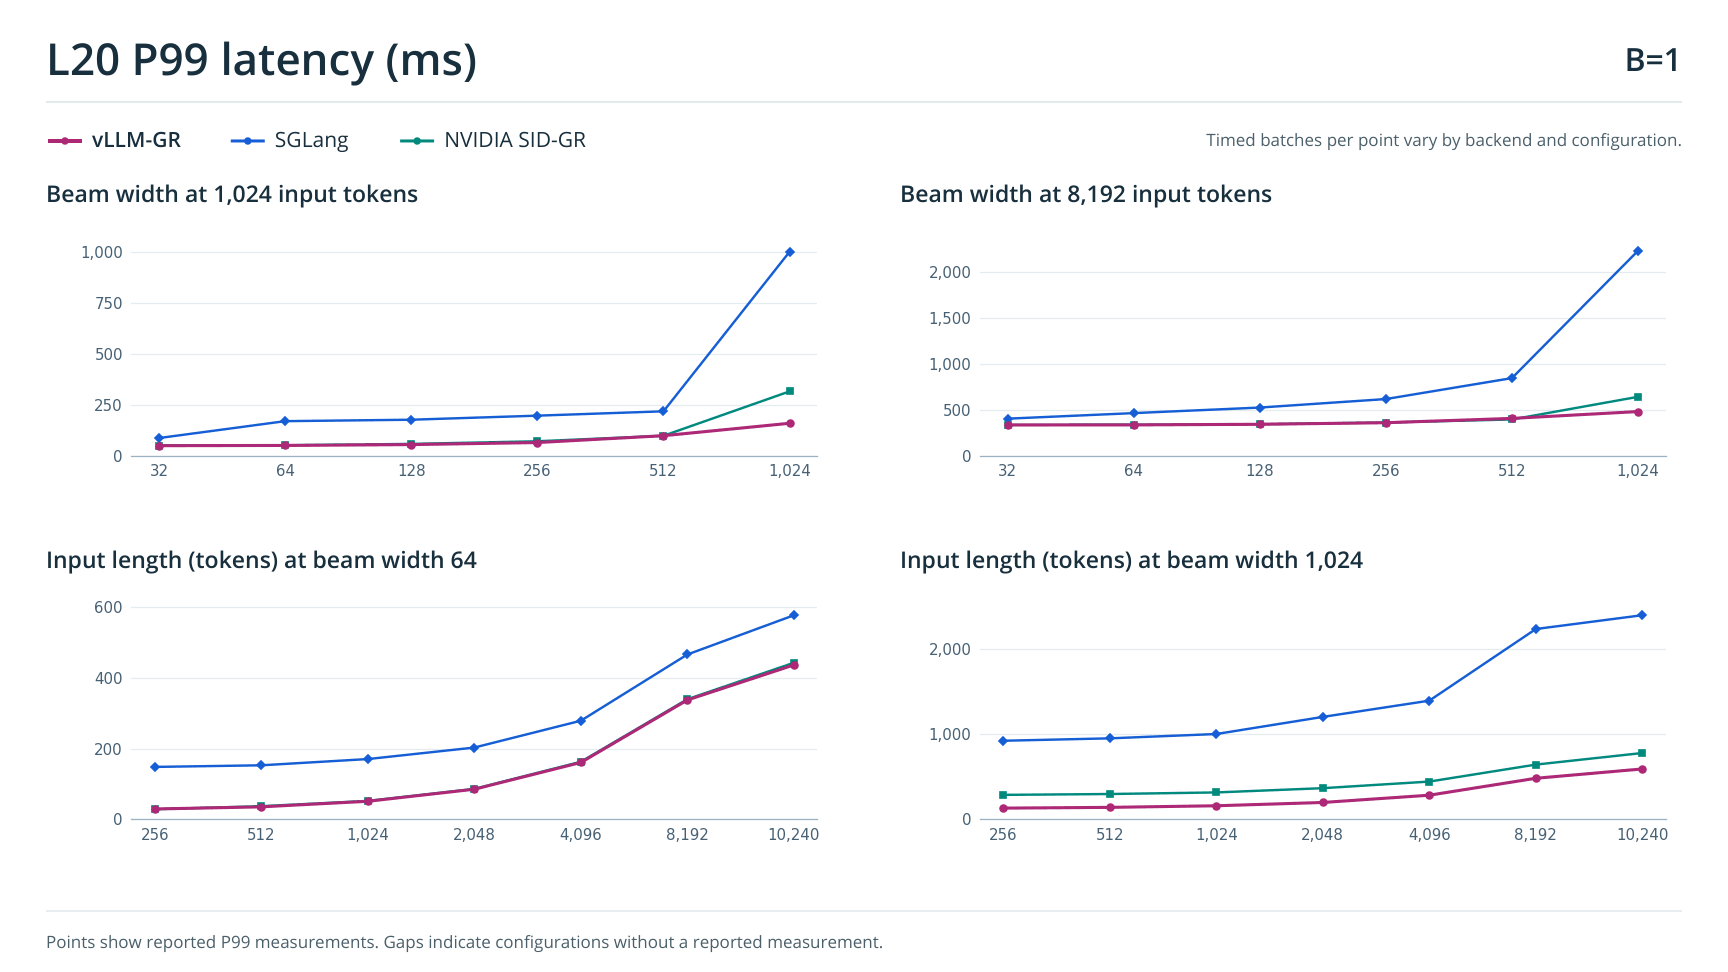 L20 P99 latency (ms)
B=1
vLLM-GR
SGLang
NVIDIA SID-GR
Timed batches per point vary by backend and configuration.
Beam width at 1,024 input tokens
1,000
750
500
250
0
32 64 128 256 512 1,024
Beam width at 8,192 input tokens
2,000
1,500
1,000
500
0
32 64 128 256 512 1,024
Input length (tokens) at beam width 64
600
400
200
0
256 512 1,024 2,048 4,096 8,192 10,240
Input length (tokens) at beam width 1,024
2,000
1,000
0
256 512 1,024 2,048 4,096 8,192 10,240
Points show reported P99 measurements. Gaps indicate configurations without a reported measurement.